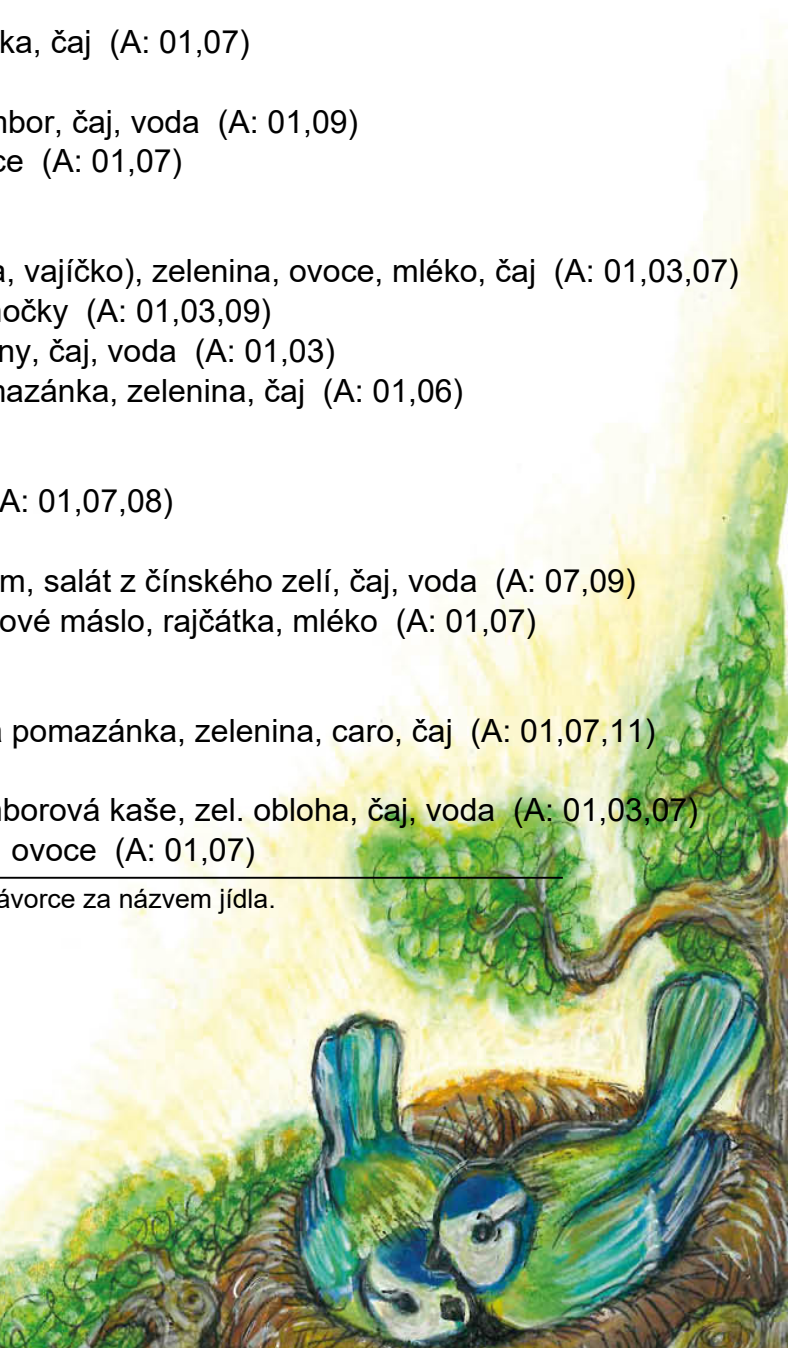 ka, čaj (A: 01,07)
mbor, čaj, voda (A: 01,09)
ce (A: 01,07)
a, vajíčko), zelenina, ovoce, mléko, čaj (A: 01,03,07)
nočky (A: 01,03,09)
ny, čaj, voda (A: 01,03)
nazánka, zelenina, čaj (A: 01,06)
A: 01,07,08)
m, salát z čínského zelí, čaj, voda (A: 07,09)
ové máslo, rajčátka, mléko (A: 01,07)
a pomazánka, zelenina, caro, čaj (A: 01,07,11)
borová kaše, zel. obloha, čaj, voda (A: 01,03,07)
ovoce (A: 01,07)
ávorce za názvem jídla.